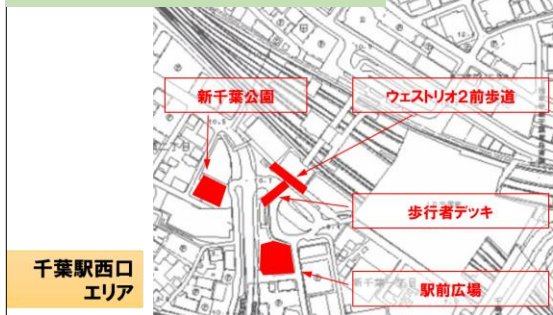 新千葉公園
ウェストリオ2前歩道
歩行者デッキ
千葉駅西口
エリア
駅前広場